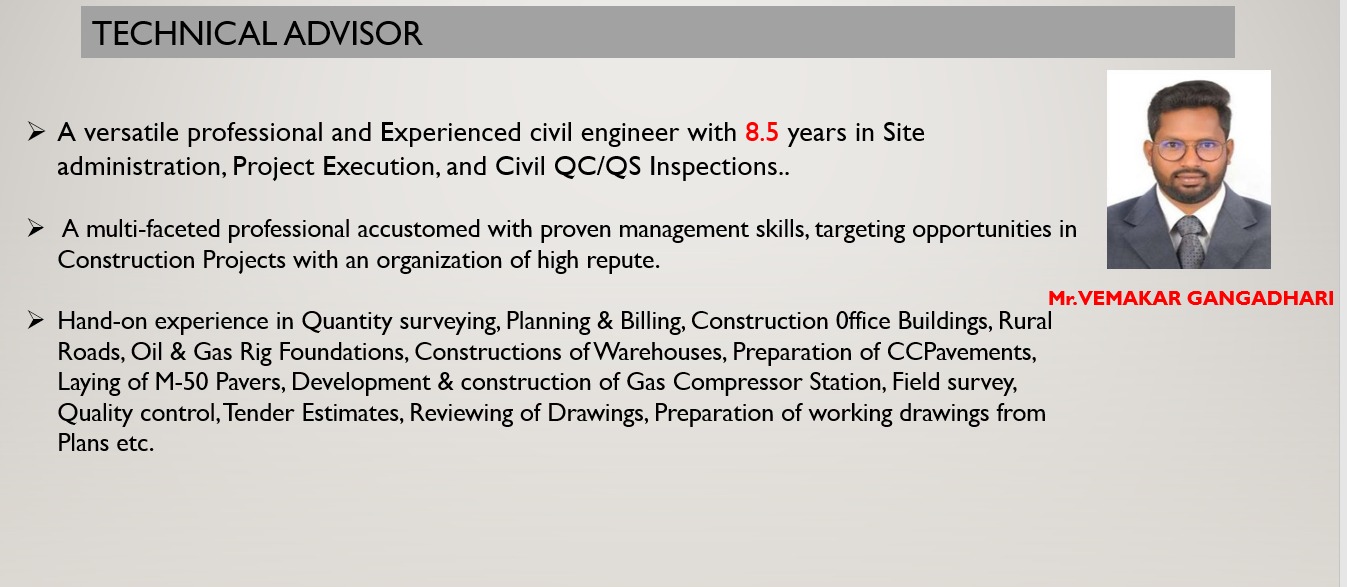 TECHNICAL ADVISOR
➢ A versatile professional and Experienced civil engineer with 8.5 years in Site
administration, Project Execution, and Civil QC/QS Inspections..
➢ A multi-faceted professional accustomed with proven management skills, targeting opportunities in
Construction Projects with an organization of high repute.
Mr.VEMAKAR GANGADHARI
➢ Hand-on experience in Quantity surveying, Planning & Billing, Construction 0ffice Buildings, Rural
Roads, Oil & Gas Rig Foundations, Constructions of Warehouses, Preparation of CCPavements,
Laying of M-50 Pavers, Development & construction of Gas Compressor Station, Field survey,
Quality control, Tender Estimates, Reviewing of Drawings, Preparation of working drawings from
Plans etc.